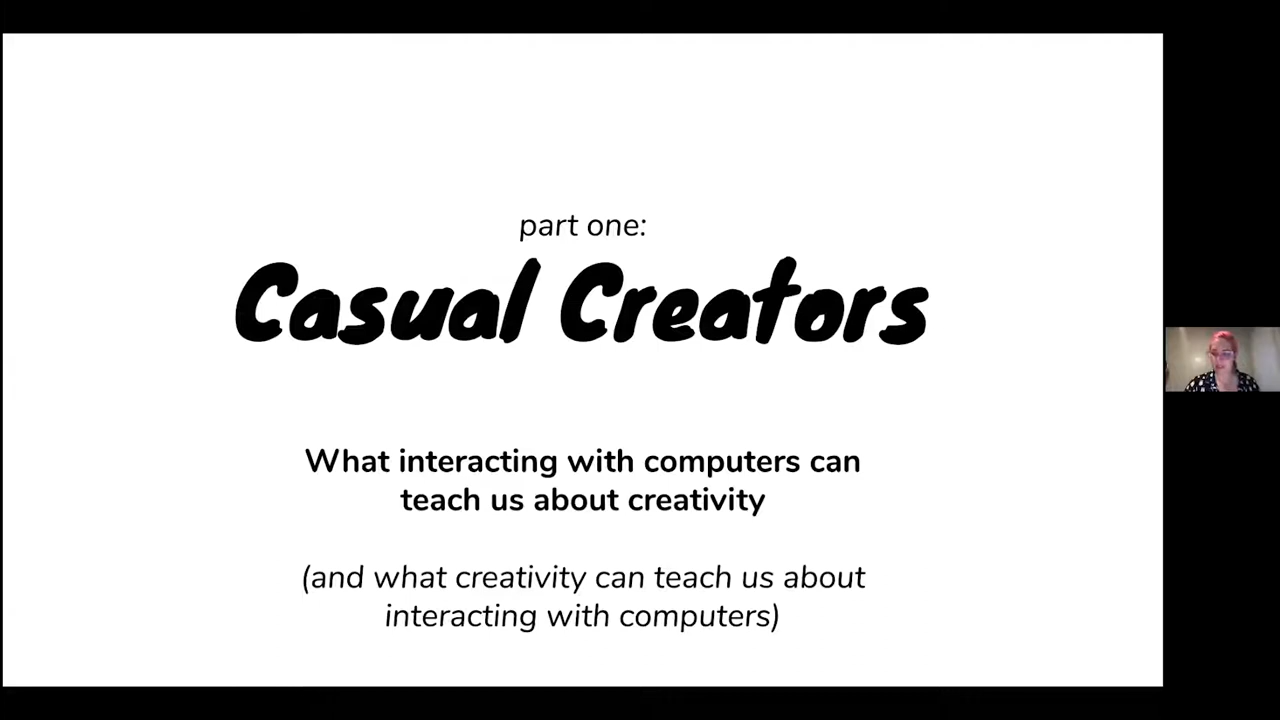 part one:
Casual Creators
What interacting with computers can
teach us about creativity
(and what creativity can teach us about
interacting with computers)